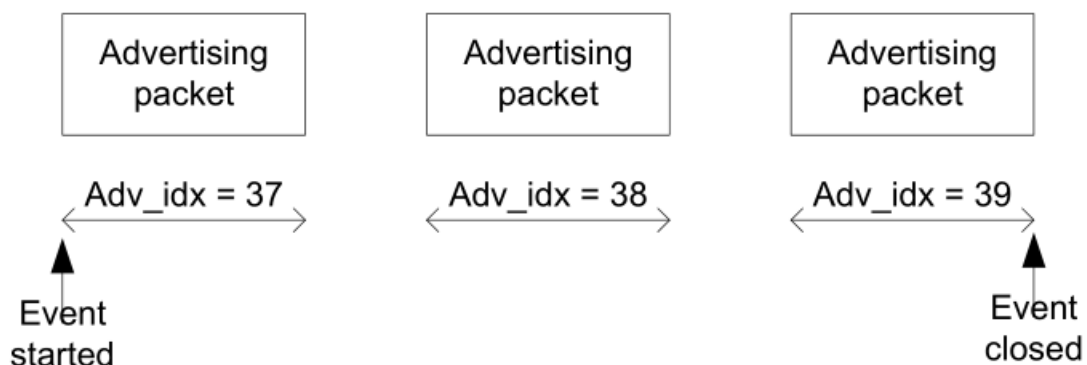 Advertising
packet
Advertising
packet
Advertising
packet
Adv_idx = 37
Adv_idx = 38
Adv_idx = 39
Event
started
Event
closed